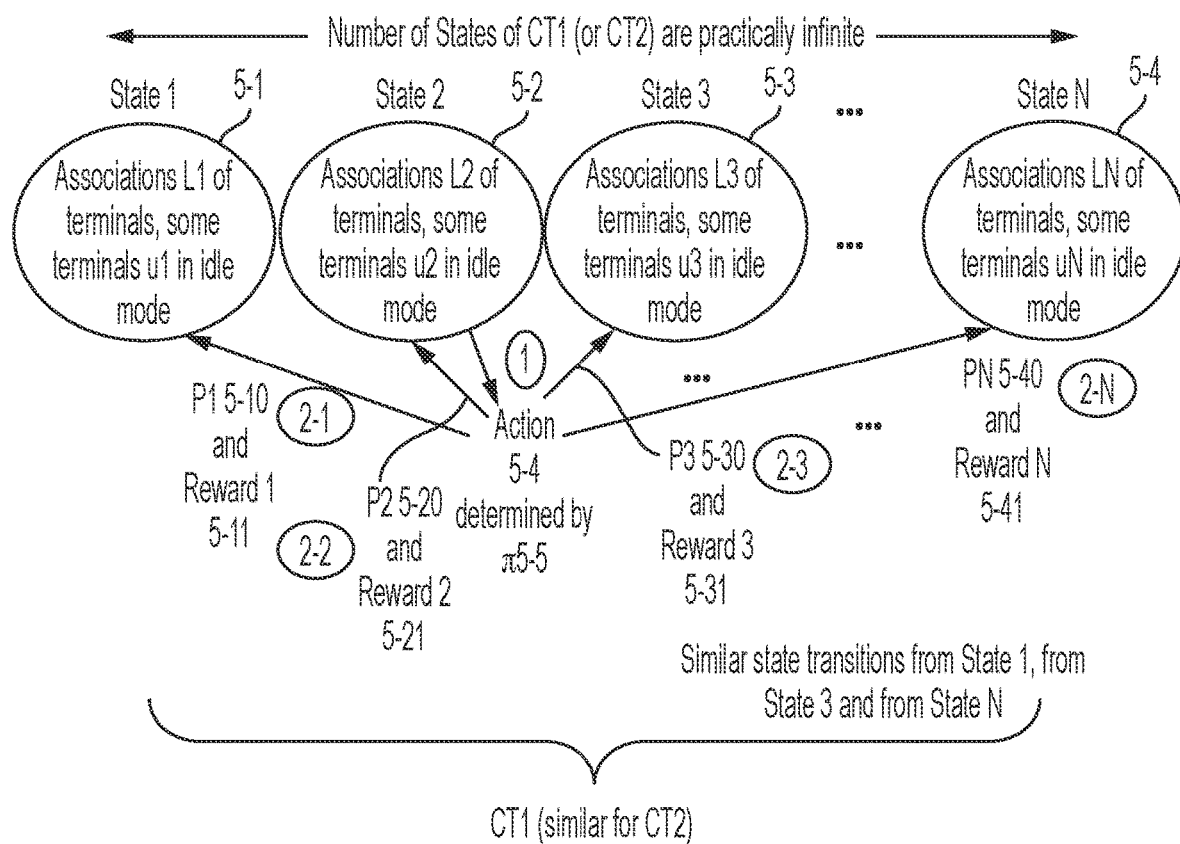 Number of States of CT1 (or CT2) are practically infinite
State 1
5-1
State 2
5-2
State 3
5-3
•••
State N
5-4
Associations L1 of
terminals, some
terminals u1 in idle
mode
Associations L2 of
terminals, some
terminals u2 in idle
mode
Associations L3 of
terminals, some
terminals u3 in idle
mode
•••
Associations LN of
terminals, some
terminals uN in idle
mode
1
•••
P1 5-10
and
Reward 1
5-11
2-1
2-2
P2 5-20
and
Reward 2
5-21
Action
5-4
determined by
π5-5
P3 5-30
and
Reward 3
5-31
2-3
•••
PN 5-40
and
Reward N
5-41
2-N
Similar state transitions from State 1, from
State 3 and from State N
CT1 (similar for CT2)